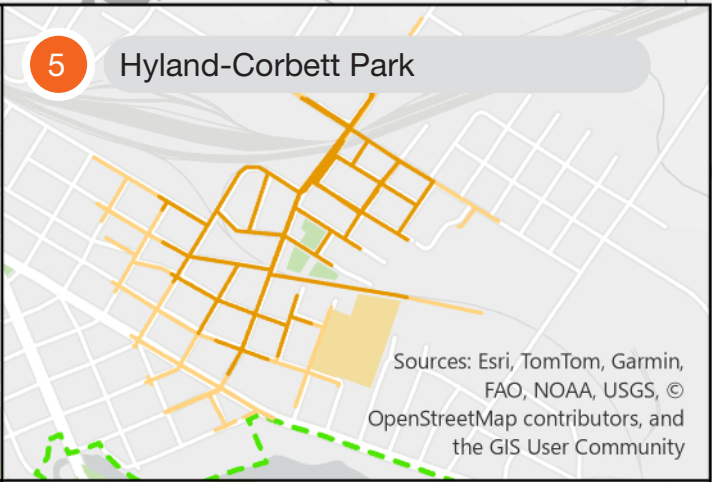 5
Hyland-Corbett Park
Sources: Esri, TomTom, Garmin,
FAO, NOAA, USGS, ©
OpenStreetMap contributors, and
the GIS User Community